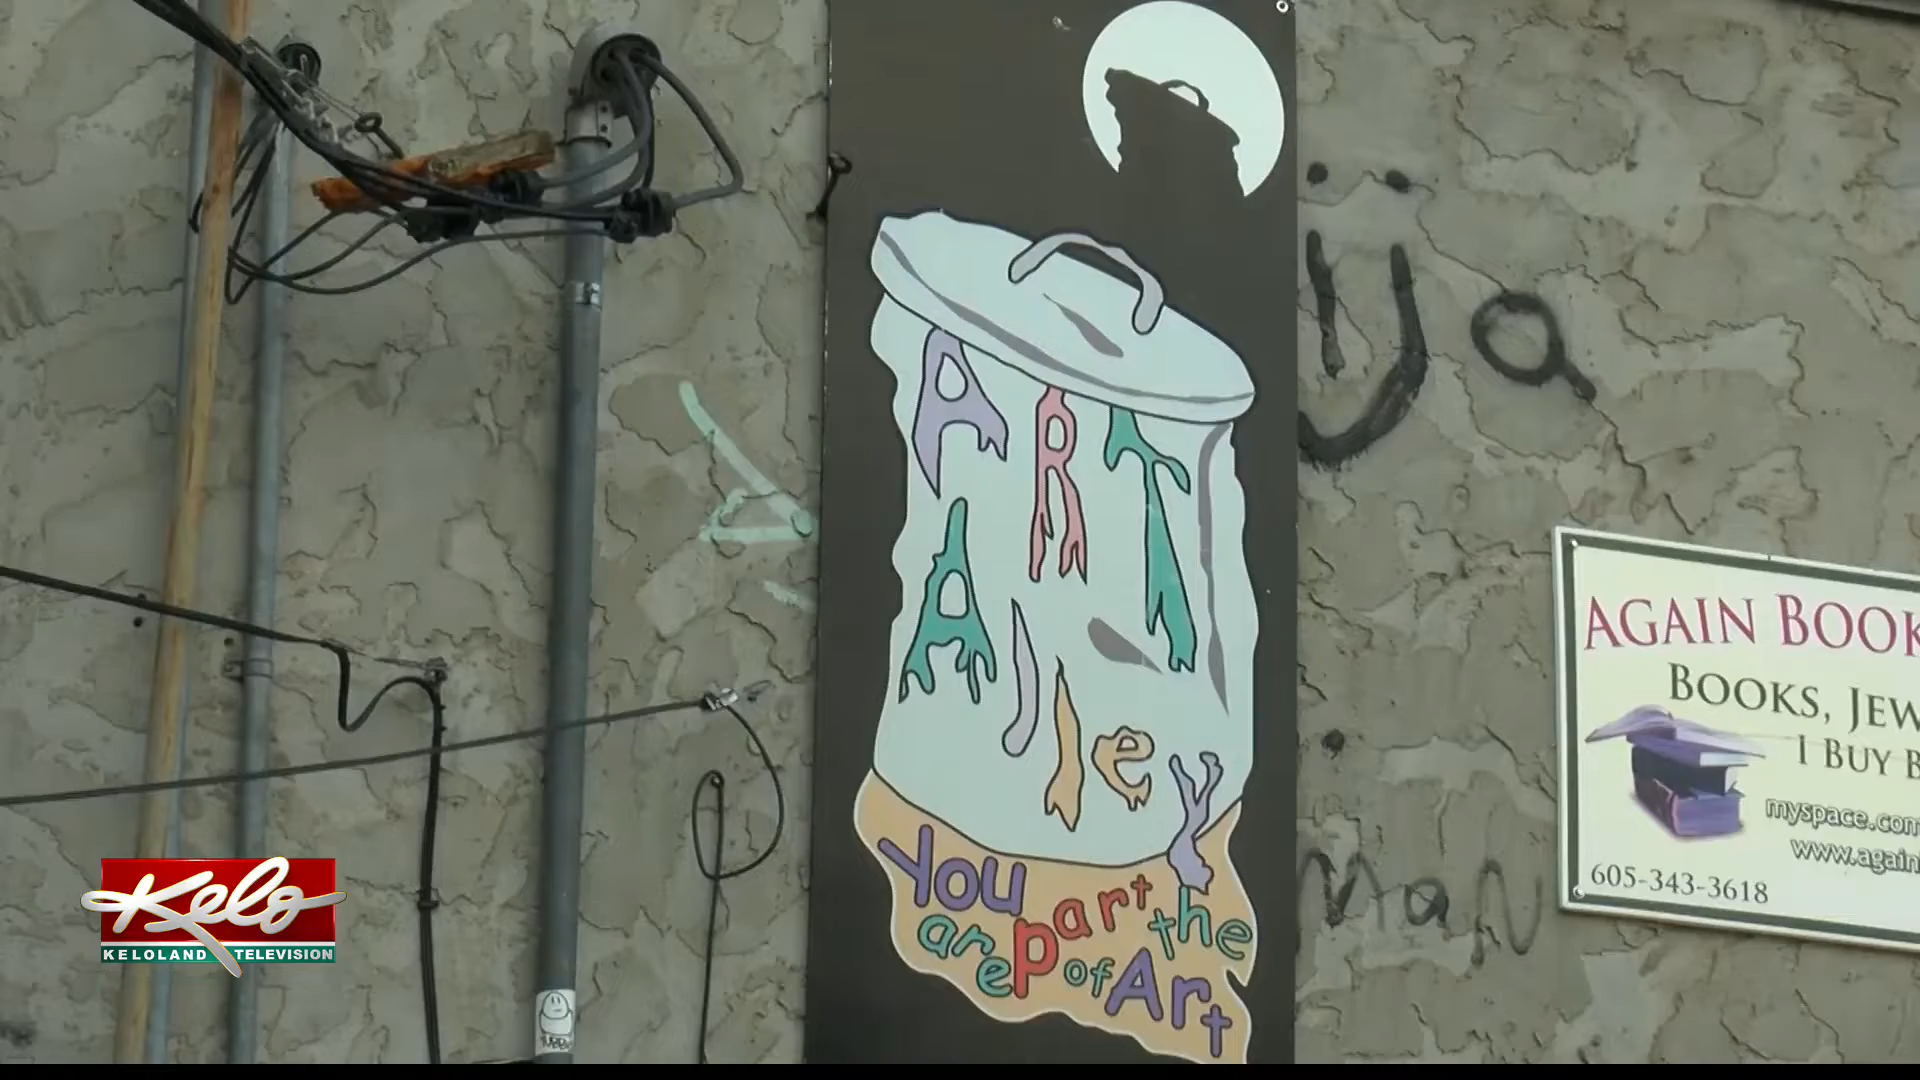 ART
Alley
You
are part of the Art
AGAIN BOOK
BOOKS, JEW
I BUY B
myspace.com
www.again
605-343-3618
Man
Kelo
KELOLAND TELEVISION